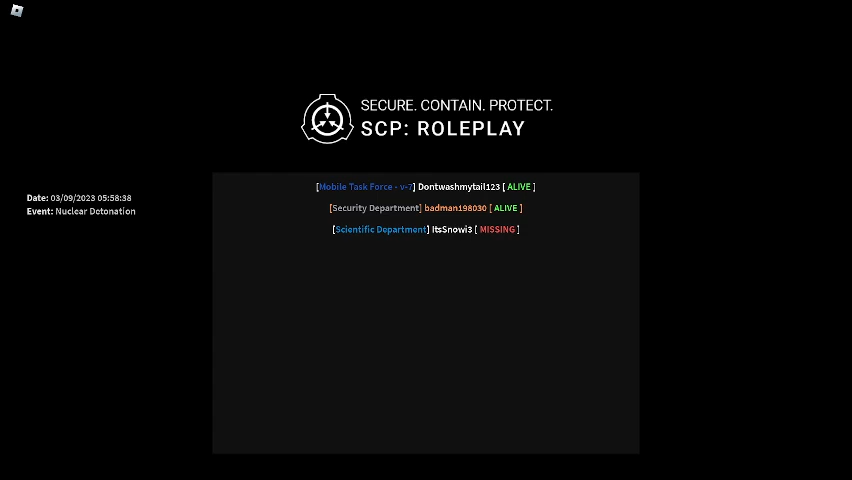 SECURE. CONTAIN. PROTECT.
SCP: ROLEPLAY
Date: 03/09/2023 05:58:38
Event: Nuclear Detonation
[Mobile Task Force - v-7] Dontwashmytail123 [ ALIVE ]
[Security Department] badman198030 [ ALIVE ]
[Scientific Department] ItsSnowi3 [ MISSING ]